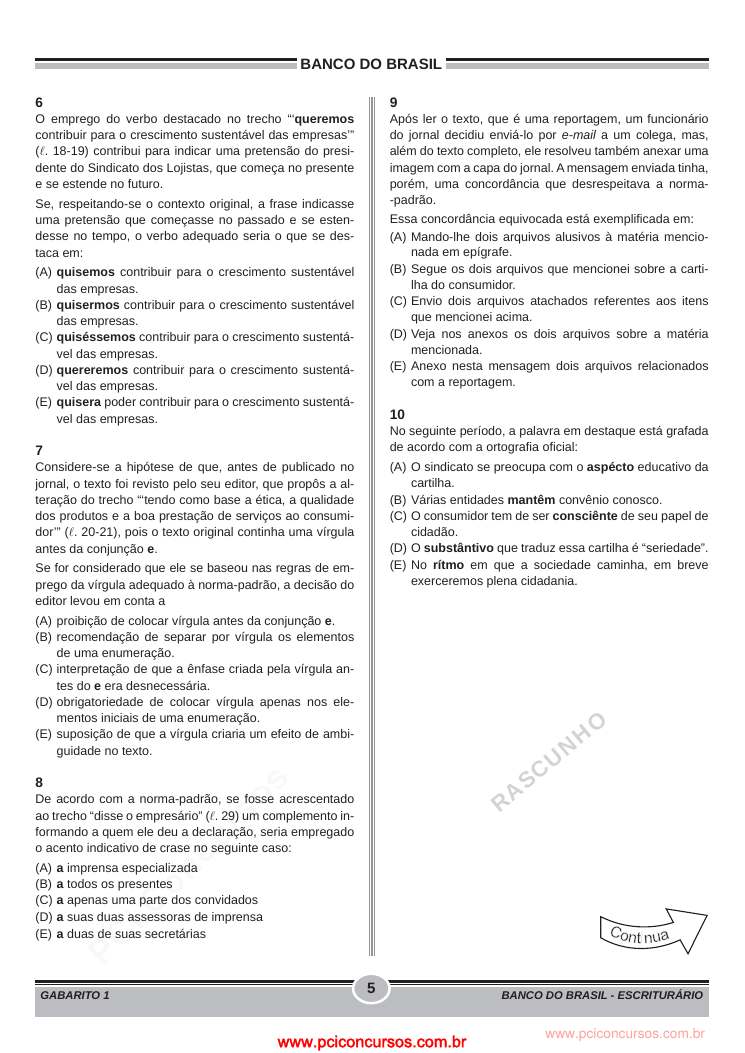 BANCO DO BRASIL
6
O emprego do verbo destacado no trecho “‘queremos
contribuir para o crescimento sustentável das empresas’”
(ℓ. 18-19) contribui para indicar uma pretensão do presi-
dente do Sindicato dos Lojistas, que começa no presente
e se estende no futuro.
Se, respeitando-se o contexto original, a frase indicasse
uma pretensão que começasse no passado e se esten-
desse no tempo, o verbo adequado seria o que se des-
taca em:
(A) quisemos contribuir para o crescimento sustentável
das empresas.
(B) quisermos contribuir para o crescimento sustentável
das empresas.
(C) quiséssemos contribuir para o crescimento sustentá-
vel das empresas.
(D) quereremos contribuir para o crescimento sustentá-
vel das empresas.
(E) quisera poder contribuir para o crescimento sustentá-
vel das empresas.
7
Considere-se a hipótese de que, antes de publicado no
jornal, o texto foi revisto pelo seu editor, que propôs a al-
teração do trecho “‘tendo como base a ética, a qualidade
dos produtos e a boa prestação de serviços ao consumi-
dor’” (ℓ. 20-21), pois o texto original continha uma vírgula
antes da conjunção e.
Se for considerado que ele se baseou nas regras de em-
prego da vírgula adequado à norma-padrão, a decisão do
editor levou em conta a
(A) proibição de colocar vírgula antes da conjunção e.
(B) recomendação de separar por vírgula os elementos
de uma enumeração.
(C) interpretação de que a ênfase criada pela vírgula an-
tes do e era desnecessária.
(D) obrigatoriedade de colocar vírgula apenas nos ele-
mentos iniciais de uma enumeração.
(E) suposição de que a vírgula criaria um efeito de ambi-
guidade no texto.
8
De acordo com a norma-padrão, se fosse acrescentado
ao trecho “disse o empresário” (ℓ. 29) um complemento in-
formando a quem ele deu a declaração, seria empregado
o acento indicativo de crase no seguinte caso:
(A) a imprensa especializada
(B) a todos os presentes
(C) a apenas uma parte dos convidados
(D) a suas duas assessoras de imprensa
(E) a duas de suas secretárias
9
Após ler o texto, que é uma reportagem, um funcionário
do jornal decidiu enviá-lo por e-mail a um colega, mas,
além do texto completo, ele resolveu também anexar uma
imagem com a capa do jornal. A mensagem enviada tinha,
porém, uma concordância que desrespeitava a norma-
-padrão.
Essa concordância equivocada está exemplificada em:
(A) Mando-lhe dois arquivos alusivos à matéria mencio-
nada em epígrafe.
(B) Segue os dois arquivos que mencionei sobre a carti-
lha do consumidor.
(C) Envio dois arquivos atachados referentes aos itens
que mencionei acima.
(D) Veja nos anexos os dois arquivos sobre a matéria
mencionada.
(E) Anexo nesta mensagem dois arquivos relacionados
com a reportagem.
10
No seguinte período, a palavra em destaque está grafada
de acordo com a ortografia oficial:
(A) O sindicato se preocupa com o aspécto educativo da
cartilha.
(B) Várias entidades mantêm convênio conosco.
(C) O consumidor tem de ser consciênte de seu papel de
cidadão.
(D) O substântivo que traduz essa cartilha é “seriedade”.
(E) No rítmo em que a sociedade caminha, em breve
exerceremos plena cidadania.
RASCUNHO
Continua
GABARITO 1
5
BANCO DO BRASIL - ESCRITURÁRIO
www.pciconcursos.com.br
www.pciconcursos.com.br